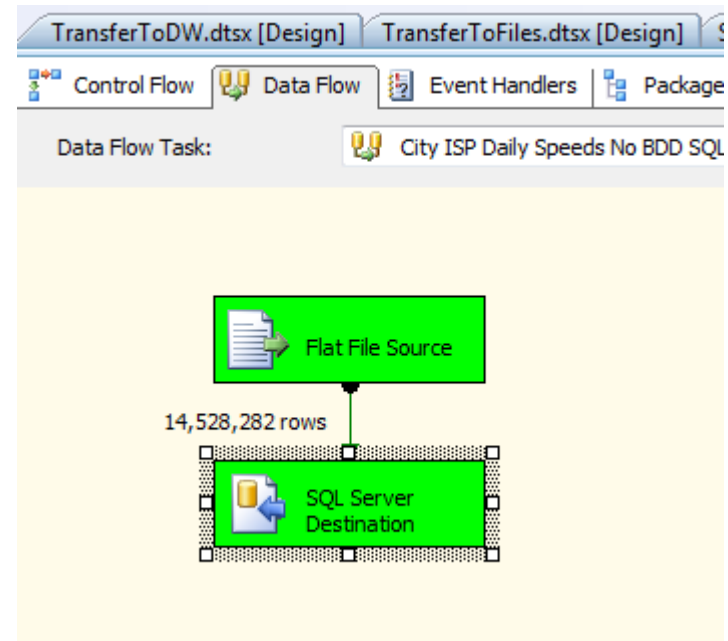 TransferToDW.dtsx [Design] TransferToFiles.dtsx [Design] S
Control Flow Data Flow Event Handlers Package
Data Flow Task: City ISP Daily Speeds No BDD SQL
Flat File Source
14,528,282 rows
SQL Server
Destination